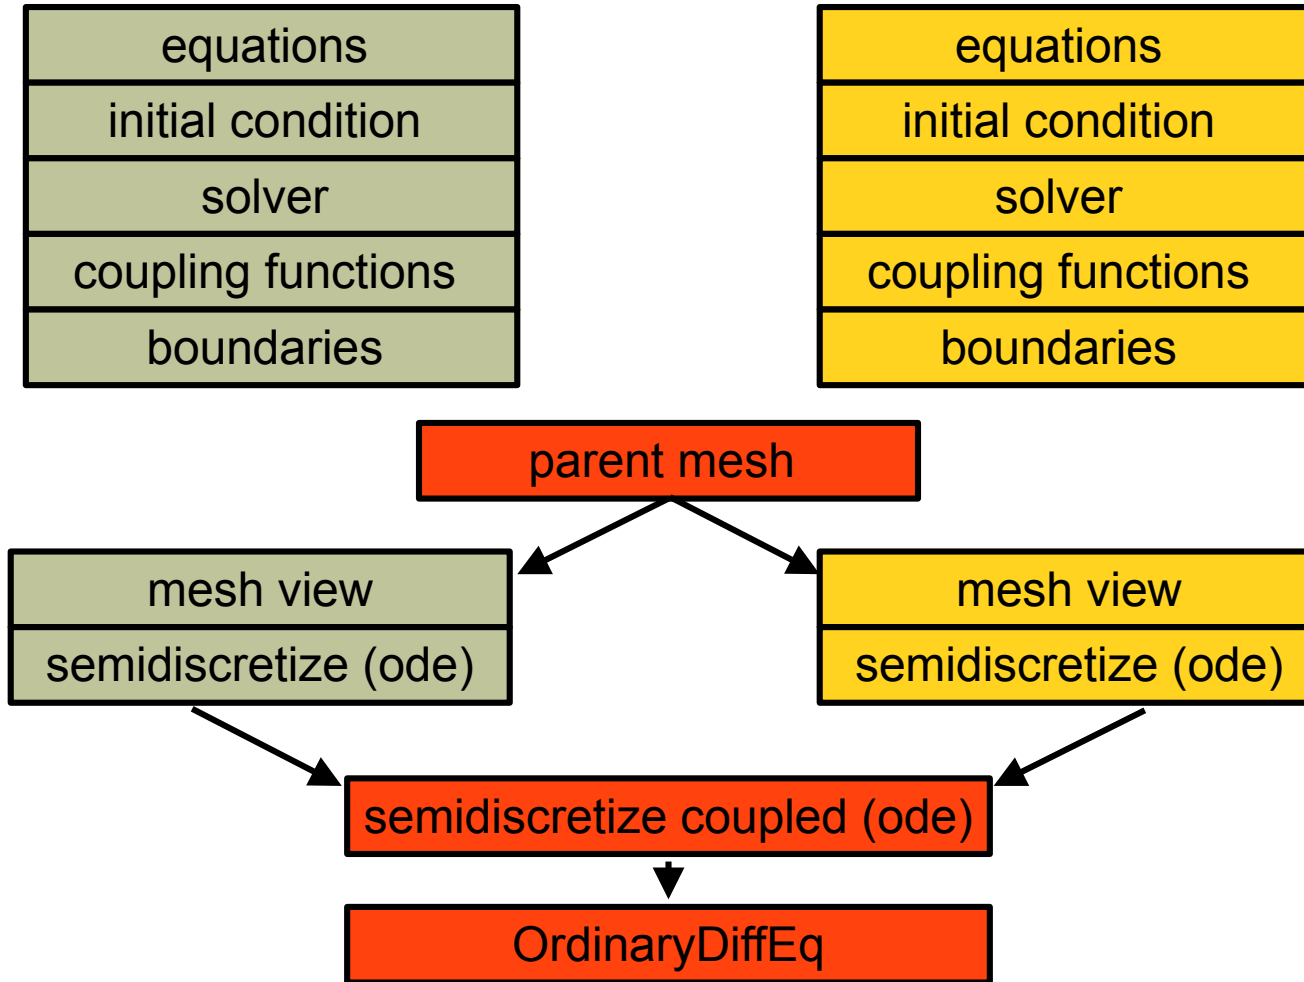 equations
initial condition
solver
coupling functions
boundaries
equations
initial condition
solver
coupling functions
boundaries
parent mesh
mesh view
semidiscretize (ode)
mesh view
semidiscretize (ode)
semidiscretize coupled (ode)
OrdinaryDiffEq